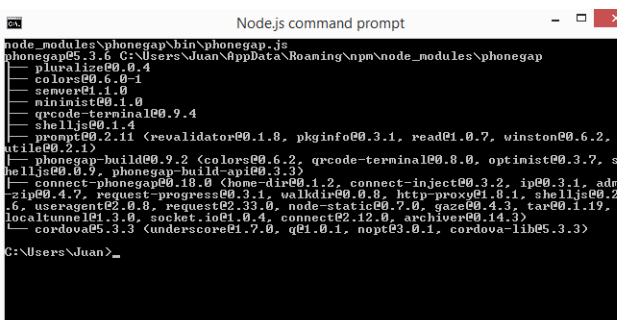 Node.js command prompt
node_modules\phonegap\bin\phonegap.js
phonegap@5.3.6 C:\Users\Juan\AppData\Roaming\npm\node_modules\phonegap
├── pluralize@0.0.4
├── colors@0.6.0-1
├── semver@1.1.0
├── minimist@0.1.0
├── qrcode-terminal@0.9.4
├── shelljs@0.1.4
├── prompt@0.2.11 (revalidator@0.1.8, pkginfo@0.3.1, read@1.0.7, winston@0.6.2,
utile@0.2.1)
├── phonegap-build@0.9.2 (colors@0.6.2, qrcode-terminal@0.8.0, optimist@0.3.7, s
helljs@0.0.9, phonegap-build-api@0.3.3)
├── connect-phonegap@0.18.0 (home-dir@0.1.2, connect-inject@0.3.2, ip@0.3.1, adm
-zip@0.4.7, request-progress@0.3.1, walkdir@0.0.8, http-proxy@1.8.1, shelljs@0.2
.6, useragent@2.0.8, request@2.33.0, node-static@0.7.0, gaze@0.4.3, tar@0.1.19,
localtunnel@1.3.0, socket.io@1.0.4, connect@2.12.0, archiver@0.14.3)
└── cordova@5.3.3 (underscore@1.7.0, q@1.0.1, nopt@3.0.1, cordova-lib@5.3.3)
C:\Users\Juan>_